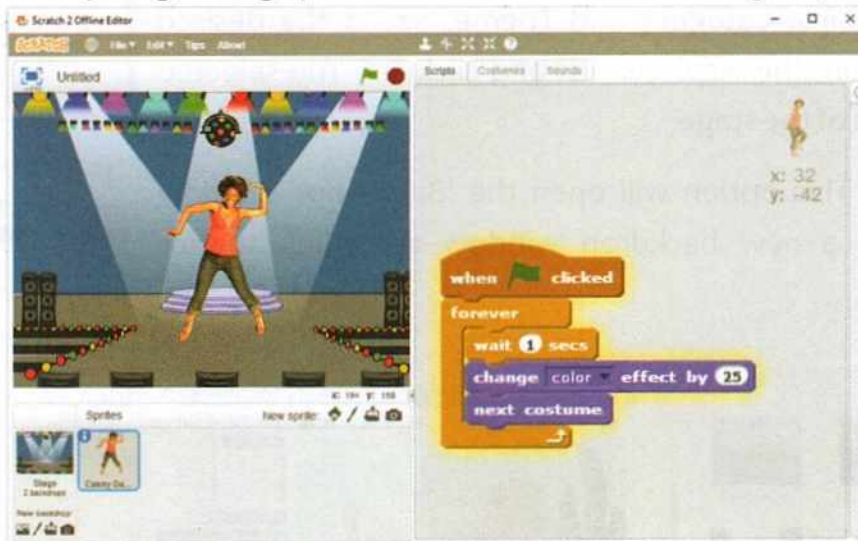 Scratch 2 Offline Editor
SCRATCH File Edit Tips About
Untitled
Scripts Costumes Sounds
x: 32
y: -42
when clicked
forever
wait 1 secs
change color effect by 25
next costume
Sprites New sprite:
Stage
2 backdrops
New backdrop: